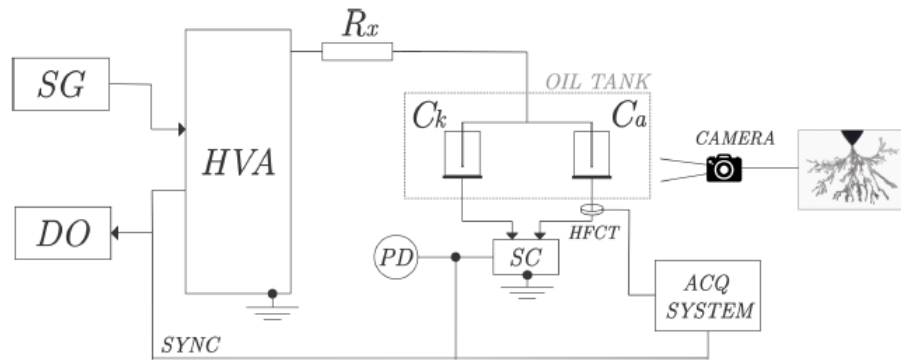 SG
DO
HVA
Rx
OIL TANK
Ck
Ca
CAMERA
HFCT
PD
SC
ACQ
SYSTEM
SYNC